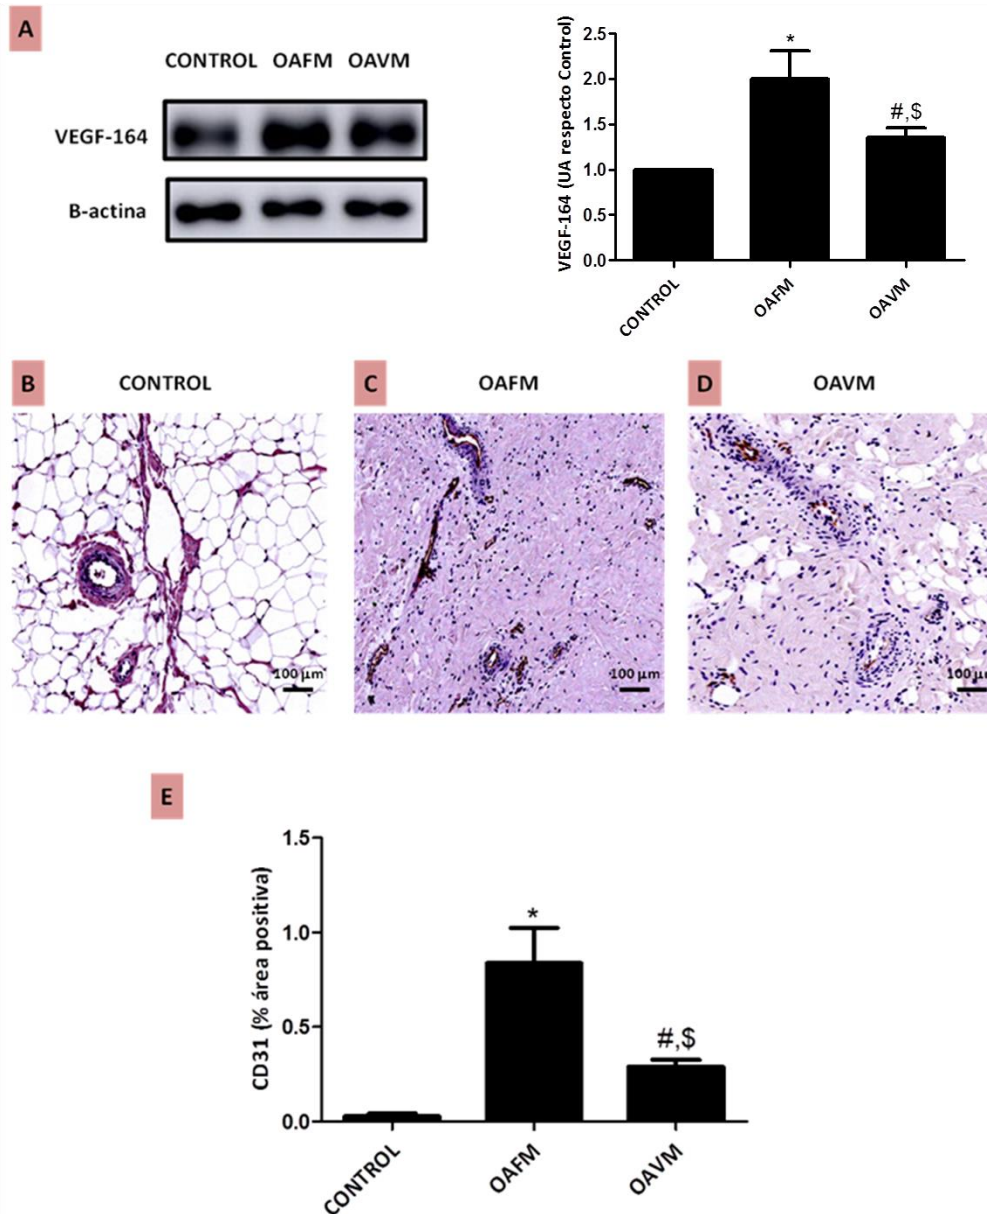 A
CONTROL OAFM OAVM
VEGF-164
B-actina
VEGF-164 (UA respecto Control)
2.5
2.0
1.5
1.0
0.5
0.0
*
#,$
CONTROL
OAFM
OAVM
B CONTROL
C OAFM
D OAVM
100 µm
100 µm
100 µm
E
CD31 (% área positiva)
1.5
1.0
0.5
0.0
*
#,$
CONTROL
OAFM
OAVM